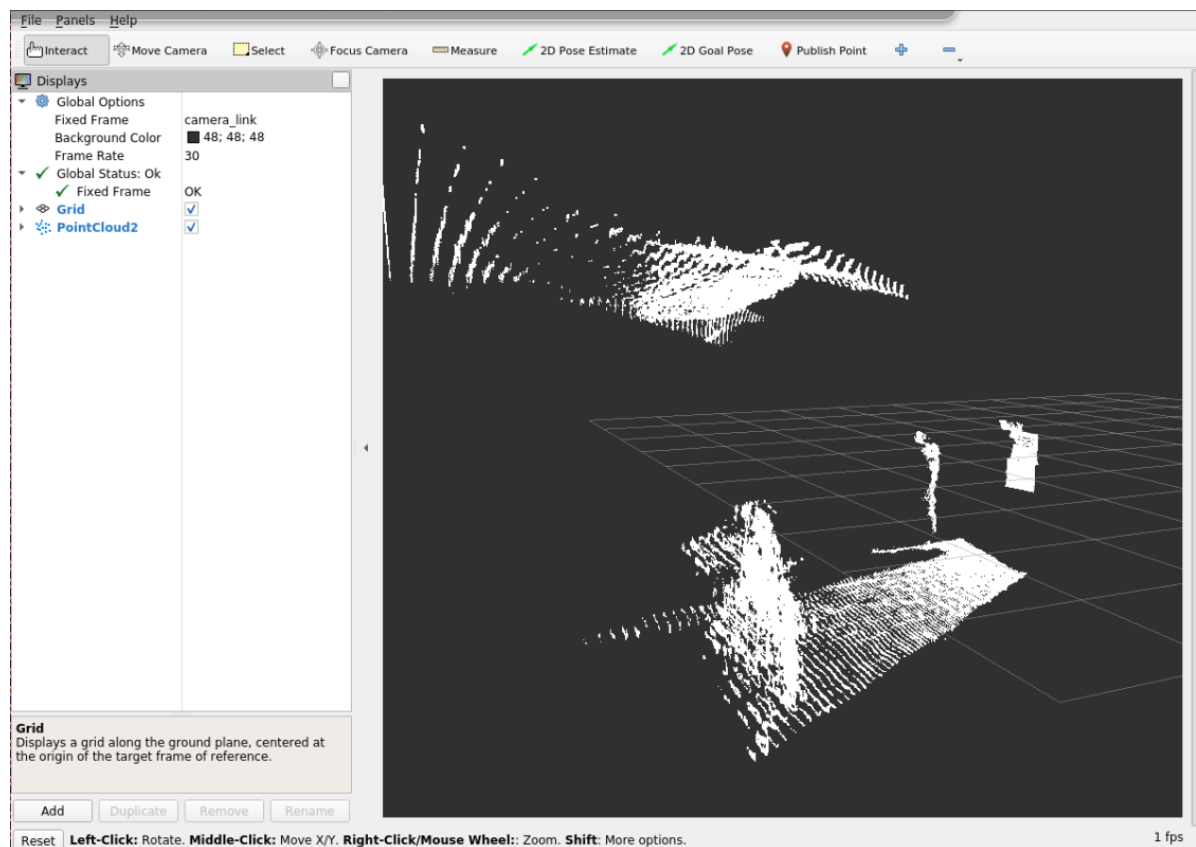 File Panels Help
Interact Move Camera Select Focus Camera Measure 2D Pose Estimate 2D Goal Pose Publish Point
Displays
Global Options
Fixed Frame camera_link
Background Color 48; 48; 48
Frame Rate 30
Global Status: Ok
Fixed Frame OK
Grid
PointCloud2
Grid
Displays a grid along the ground plane, centered at
the origin of the target frame of reference.
Add Duplicate Remove Rename
Reset Left-Click: Rotate. Middle-Click: Move X/Y. Right-Click/Mouse Wheel:: Zoom. Shift: More options. 1 fps